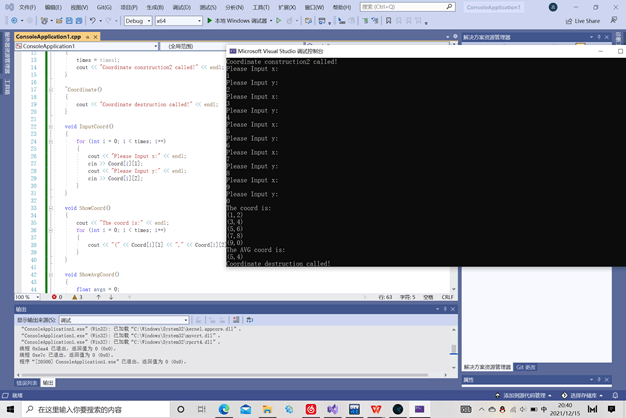 文件(F) 编辑(E) 视图(V) Git(G) 项目(P) 生成(B) 调试(D) 测试(S) 分析(N) 工具(T) 扩展(X) 窗口(W) 帮助(H) 搜索 (Ctrl+Q) ConsoleApplication1
Debug x64 本地 Windows 调试器 Live Share
ConsoleApplication1.cpp
ConsoleApplication1 (全局范围)
12 {
13 times = times1;
14 cout << "Coordinate construction2 called!" << endl;
15 }
16
17 ~Coordinate()
18 {
19
20 cout << "Coordinate destruction called!" << endl;
21 }
22 void InputCoord()
23 {
24 for (int i = 0; i < times; i++)
25 {
26 cout << "Please Input x:" << endl;
27 cin >> Coord[i][1];
28 cout << "Please Input y:" << endl;
29 cin >> Coord[i][2];
30 }
31 }
32
33 void ShowCoord()
34 {
35 cout << "The coord is:" << endl;
36 for (int i = 0; i < times; i++)
37 {
38 cout << "(" << Coord[i][1] << "," << Coord[i][2]
39 }
40 }
41
42 void ShowAvgCoord()
43 {
44 float avgx = 0;
100 % 0 3 行: 63 字符: 5 空格 CRLF
Microsoft Visual Studio 调试控制台
Coordinate construction2 called!
Please Input x:
1
Please Input y:
2
Please Input x:
3
Please Input y:
4
Please Input x:
5
Please Input y:
6
Please Input x:
7
Please Input y:
8
Please Input x:
9
Please Input y:
0
The coord is:
(1,2)
(3,4)
(5,6)
(7,8)
(9,0)
The AVG coord is:
(5,4)
Coordinate destruction called!
解决方案资源管理器
输出
显示输出来源(S): 调试
"ConsoleApplication1.exe" (Win32): 已加载 "C:\Windows\System32\kernel.appcore.dll"。
"ConsoleApplication1.exe" (Win32): 已加载 "C:\Windows\System32\msvcrt.dll"。
"ConsoleApplication1.exe" (Win32): 已加载 "C:\Windows\System32\rpcrt4.dll"。
已退出，返回值为 0 (0x0)。
已退出，返回值为 0 (0x0)。
ConsoleApplication1.exe" 已退出，返回值为 0 (0x0)。
错误列表 输出
解决方案资源管理器 Git 更改
属性
就绪 添加到源代码管理 选择存储库
在这里输入你要搜索的内容
中
20:40
2021/12/15